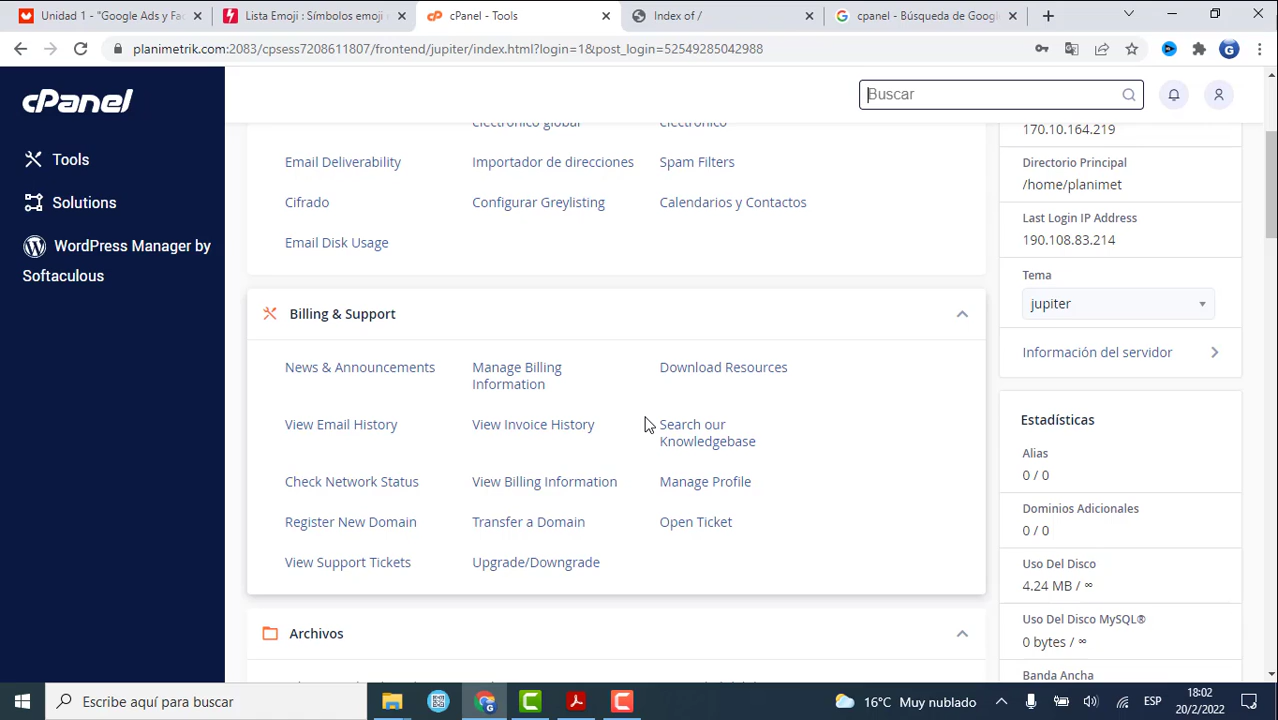 Unidad 1 - "Google Ads y Fac
Lista Emoji : Símbolos emoji
cPanel - Tools
Index of /
cpanel - Búsqueda de Google
planimetrik.com:2083/cpsess7208611807/frontend/jupiter/index.html?login=1&post_login=52549285042988
cPanel
Buscar
Tools
Solutions
WordPress Manager by
Softaculous
Electrónico global
Electrónico
Email Deliverability
Importador de direcciones
Spam Filters
Cifrado
Configurar Greylisting
Calendarios y Contactos
Email Disk Usage
Billing & Support
News & Announcements
Manage Billing
Information
Download Resources
View Email History
View Invoice History
Search our
Knowledgebase
Check Network Status
View Billing Information
Manage Profile
Register New Domain
Transfer a Domain
Open Ticket
View Support Tickets
Upgrade/Downgrade
Archivos
170.10.164.219
Directorio Principal
/home/planimet
Last Login IP Address
190.108.83.214
Tema
jupiter
Información del servidor
Estadísticas
Alias
0 / 0
Dominios Adicionales
0 / 0
Uso Del Disco
4.24 MB / ∞
Uso Del Disco MySQL®
0 bytes / ∞
Banda Ancha
Escribe aquí para buscar
16°C Muy nublado
ESP
18:02
20/2/2022